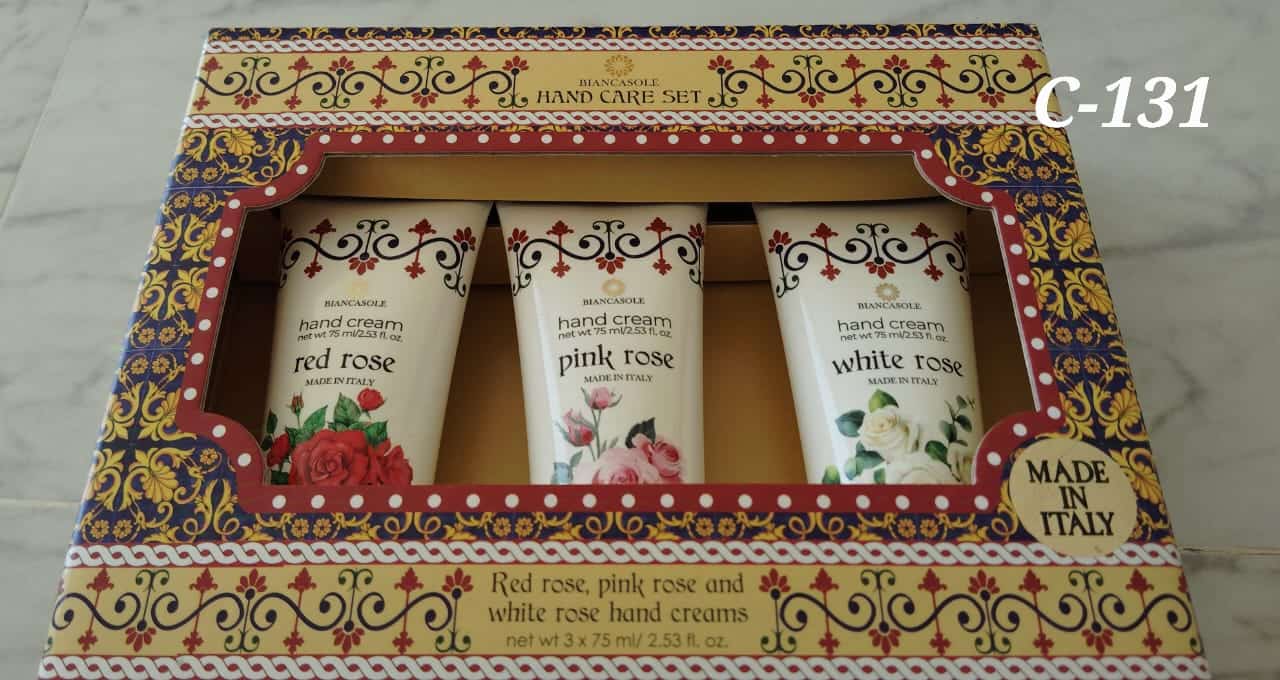 BIANCASOLE
HAND CARE SET
C-131
BIANCASOLE
hand cream
net wt 75 ml/2.53 fl. oz.
red rose
MADE IN ITALY
BIANCASOLE
hand cream
net wt 75 ml/2.53 fl. oz.
pink rose
MADE IN ITALY
BIANCASOLE
hand cream
net wt 75 ml/2.53 fl. oz.
white rose
MADE IN ITALY
MADE
IN
ITALY
Red rose, pink rose and
white rose hand creams
net wt 3 x 75 ml/ 2.53 fl. oz.